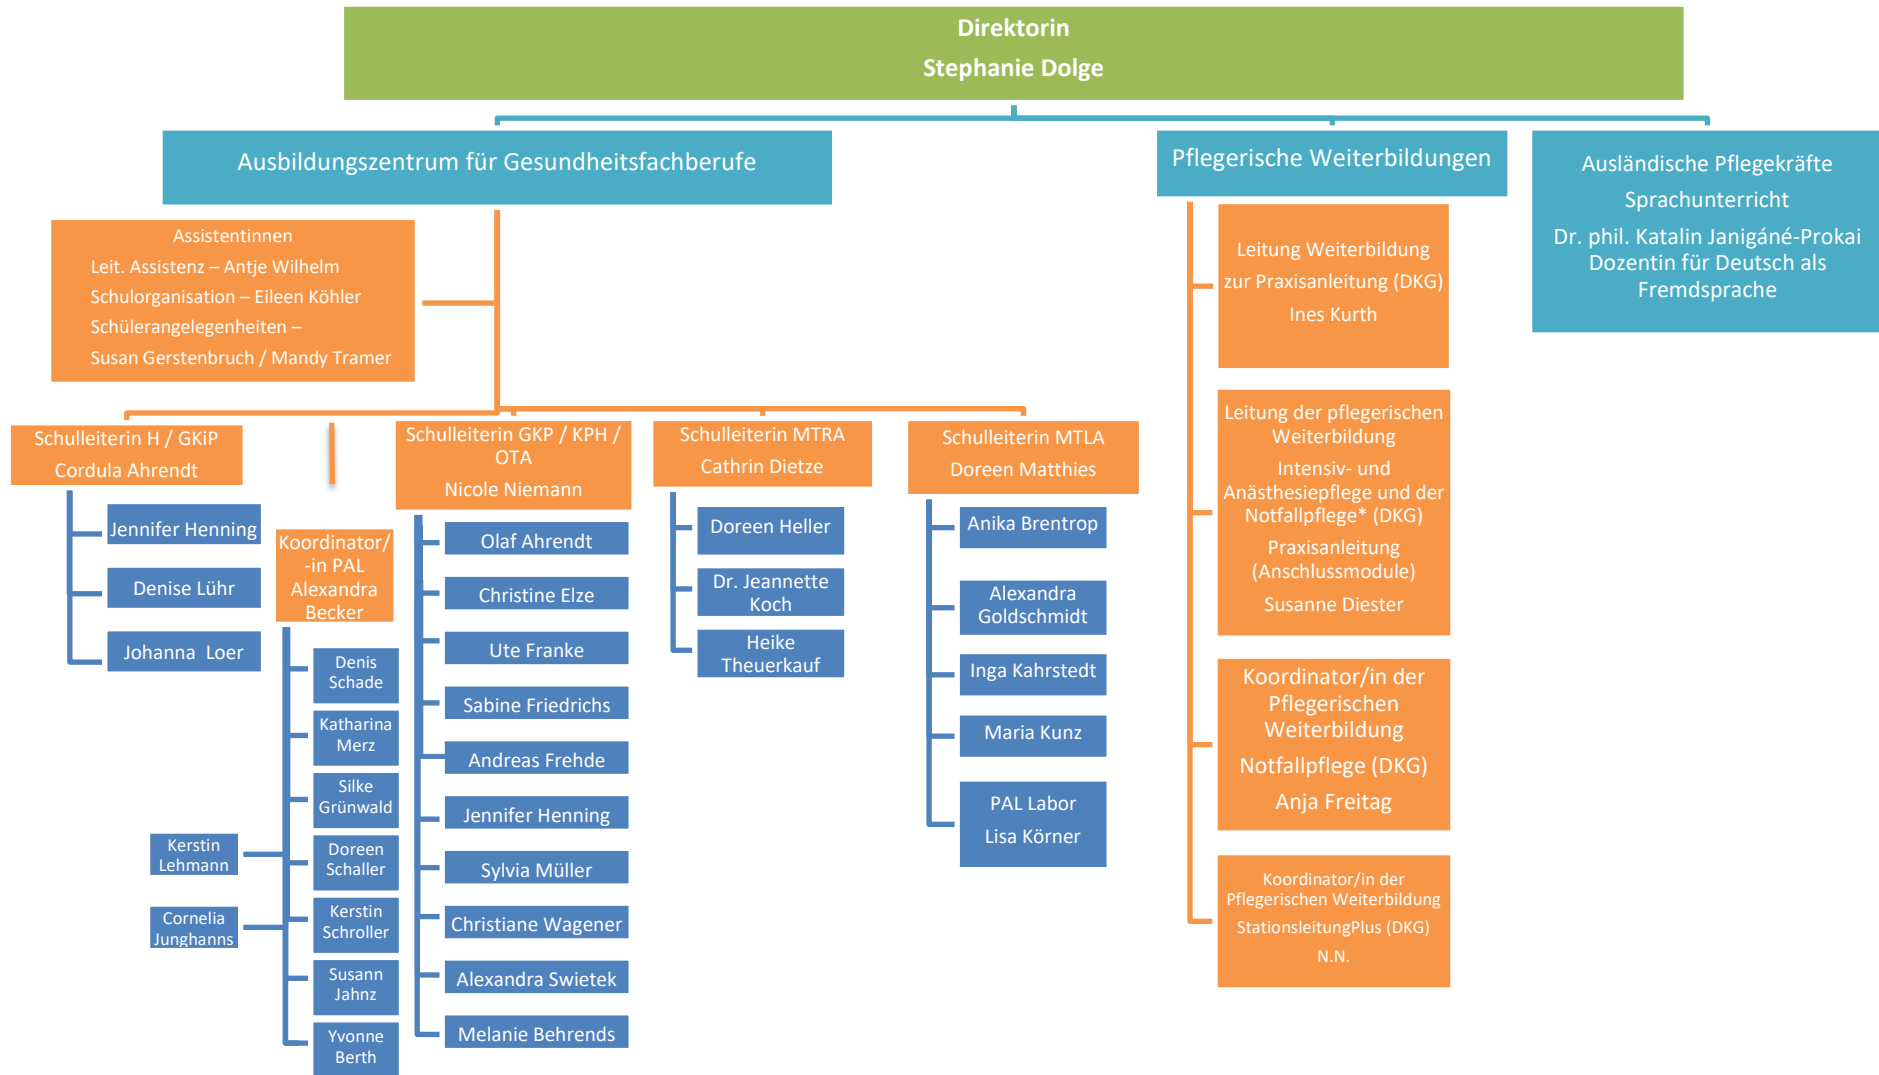 Direktorin
Stephanie Dolge
Ausbildungszentrum für Gesundheitsfachberufe
Pflegerische Weiterbildungen
Ausländische Pflegekräfte
Sprachunterricht
Dr. phil. Katalin Janigáné-Prokai
Dozentin für Deutsch als
Fremdsprache
Assistentinnen
Leit. Assistenz – Antje Wilhelm
Schulorganisation – Eileen Köhler
Schülerangelegenheiten –
Susan Gerstenbruch / Mandy Tramer
Schulleiterin H / GKiP
Cordula Ahrendt
Jennifer Henning
Denise Lühr
Johanna  Loer
Koordinator/
-in PAL
Alexandra
Becker
Denis
Schade
Katharina
Merz
Silke
Grünwald
Kerstin
Lehmann
Doreen
Schaller
Cornelia
Junghanns
Kerstin
Schroller
Susann
Jahnz
Yvonne
Berth
Schulleiterin GKP / KPH /
OTA
Nicole Niemann
Olaf Ahrendt
Christine Elze
Ute Franke
Sabine Friedrichs
Andreas Frehde
Jennifer Henning
Sylvia Müller
Christiane Wagener
Alexandra Swietek
Melanie Behrends
Schulleiterin MTRA
Cathrin Dietze
Doreen Heller
Dr. Jeannette
Koch
Heike
Theuerkauf
Schulleiterin MTLA
Doreen Matthies
Anika Brentrop
Alexandra
Goldschmidt
Inga Kahrstedt
Maria Kunz
PAL Labor
Lisa Körner
Leitung Weiterbildung
zur Praxisanleitung (DKG)
Ines Kurth
Leitung der pflegerischen
Weiterbildung
Intensiv- und
Anästhesiepflege und der
Notfallpflege* (DKG)
Praxisanleitung
(Anschlussmodule)
Susanne Diester
Koordinator/in der
Pflegerischen
Weiterbildung
Notfallpflege (DKG)
Anja Freitag
Koordinator/in der
Pflegerischen Weiterbildung
StationsleitungPlus (DKG)
N.N.